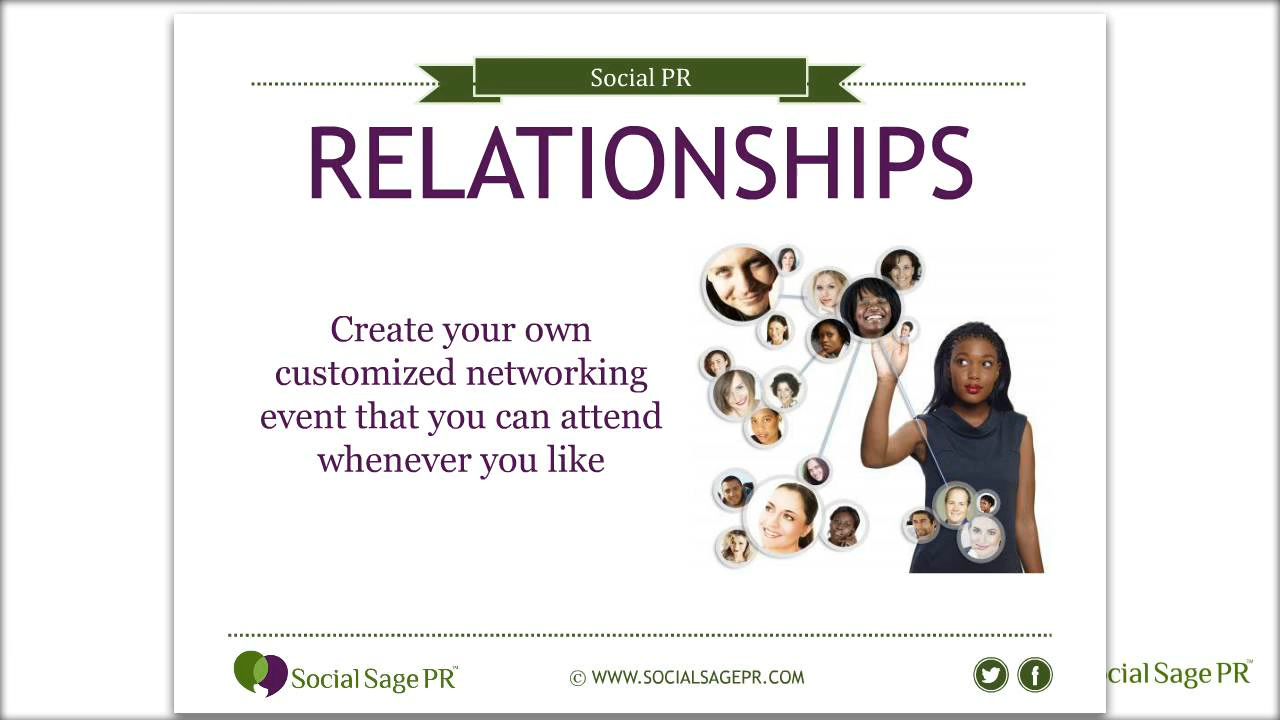 Social PR
RELATIONSHIPS
Create your own
customized networking
event that you can attend
whenever you like
Social Sage PR™
© WWW.SOCIALSAGEPR.COM
cial Sage PR™